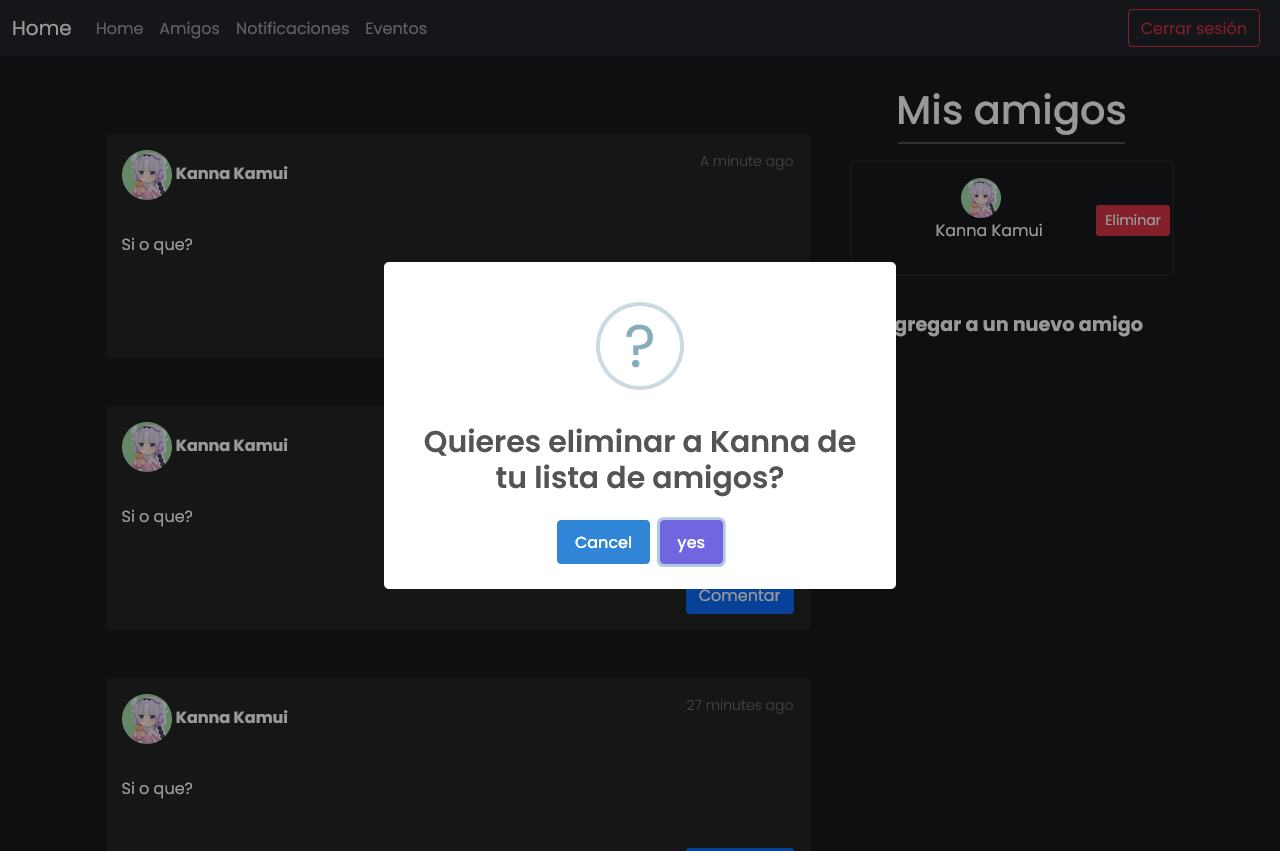 Home Home Amigos Notificaciones Eventos Cerrar sesión
Mis amigos
Kanna Kamui
A minute ago
Si o que?
Kanna Kamui
Eliminar
gregar a un nuevo amigo
Kanna Kamui
Si o que?
Comentar
?
Quieres eliminar a Kanna de
tu lista de amigos?
Cancel yes
Kanna Kamui
27 minutes ago
Si o que?